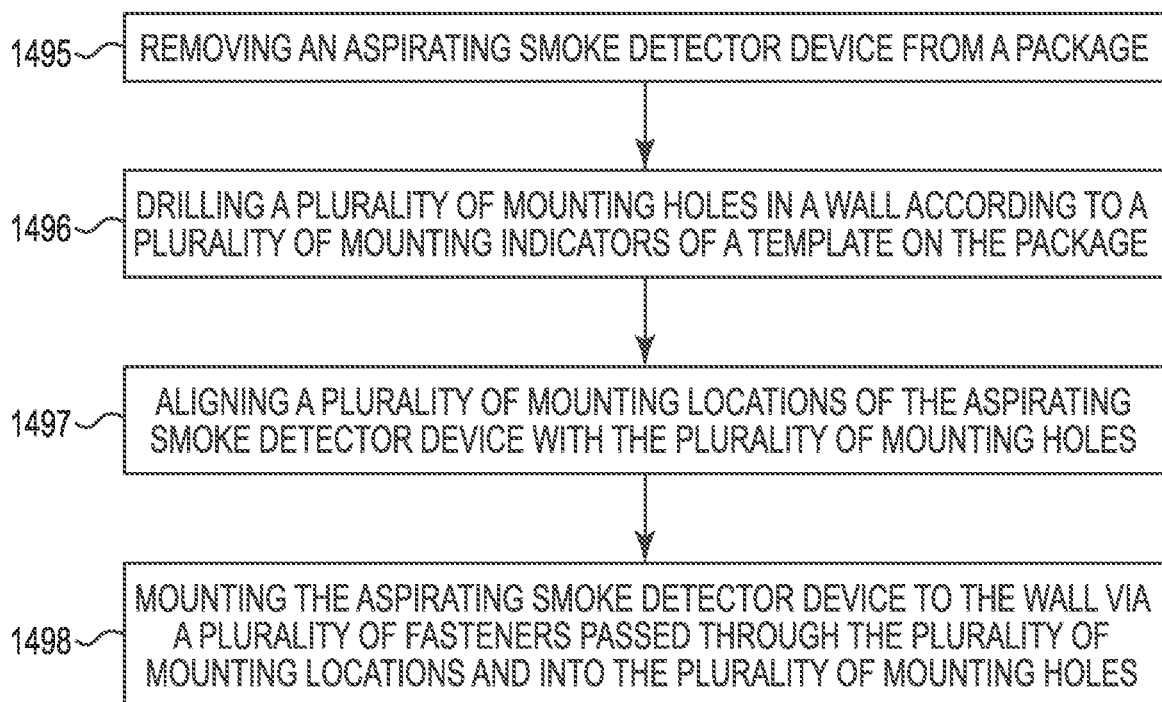 1495 REMOVING AN ASPIRATING SMOKE DETECTOR DEVICE FROM A PACKAGE
DRILLING A PLURALITY OF MOUNTING HOLES IN A WALL ACCORDING TO A
1496 PLURALITY OF MOUNTING INDICATORS OF A TEMPLATE ON THE PACKAGE
ALIGNING A PLURALITY OF MOUNTING LOCATIONS OF THE ASPIRATING
1497 SMOKE DETECTOR DEVICE WITH THE PLURALITY OF MOUNTING HOLES
MOUNTING THE ASPIRATING SMOKE DETECTOR DEVICE TO THE WALL VIA
1498 A PLURALITY OF FASTENERS PASSED THROUGH THE PLURALITY OF
MOUNTING LOCATIONS AND INTO THE PLURALITY OF MOUNTING HOLES